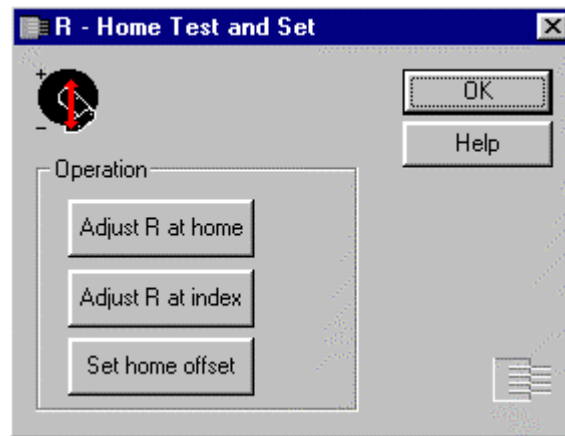 R - Home Test and Set
+
-
OK
Help
Operation
Adjust R at home
Adjust R at index
Set home offset